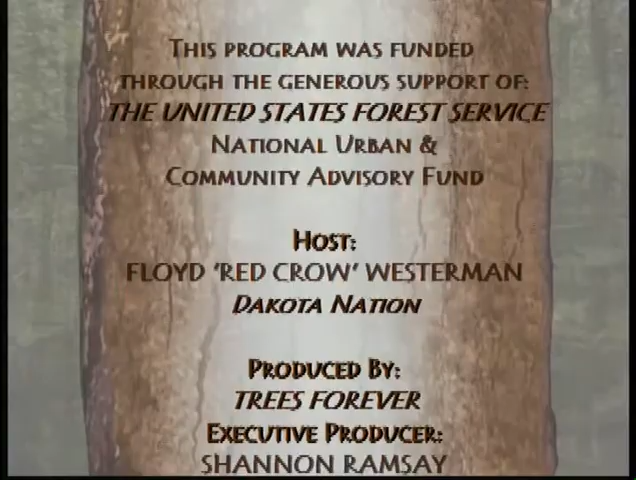 THIS PROGRAM WAS FUNDED
THROUGH THE GENEROUS SUPPORT OF:
THE UNITED STATES FOREST SERVICE
NATIONAL URBAN &
COMMUNITY ADVISORY FUND
HOST:
FLOYD 'RED CROW' WESTERMAN
DAKOTA NATION
PRODUCED BY:
TREES FOREVER
EXECUTIVE PRODUCER:
SHANNON RAMSAY